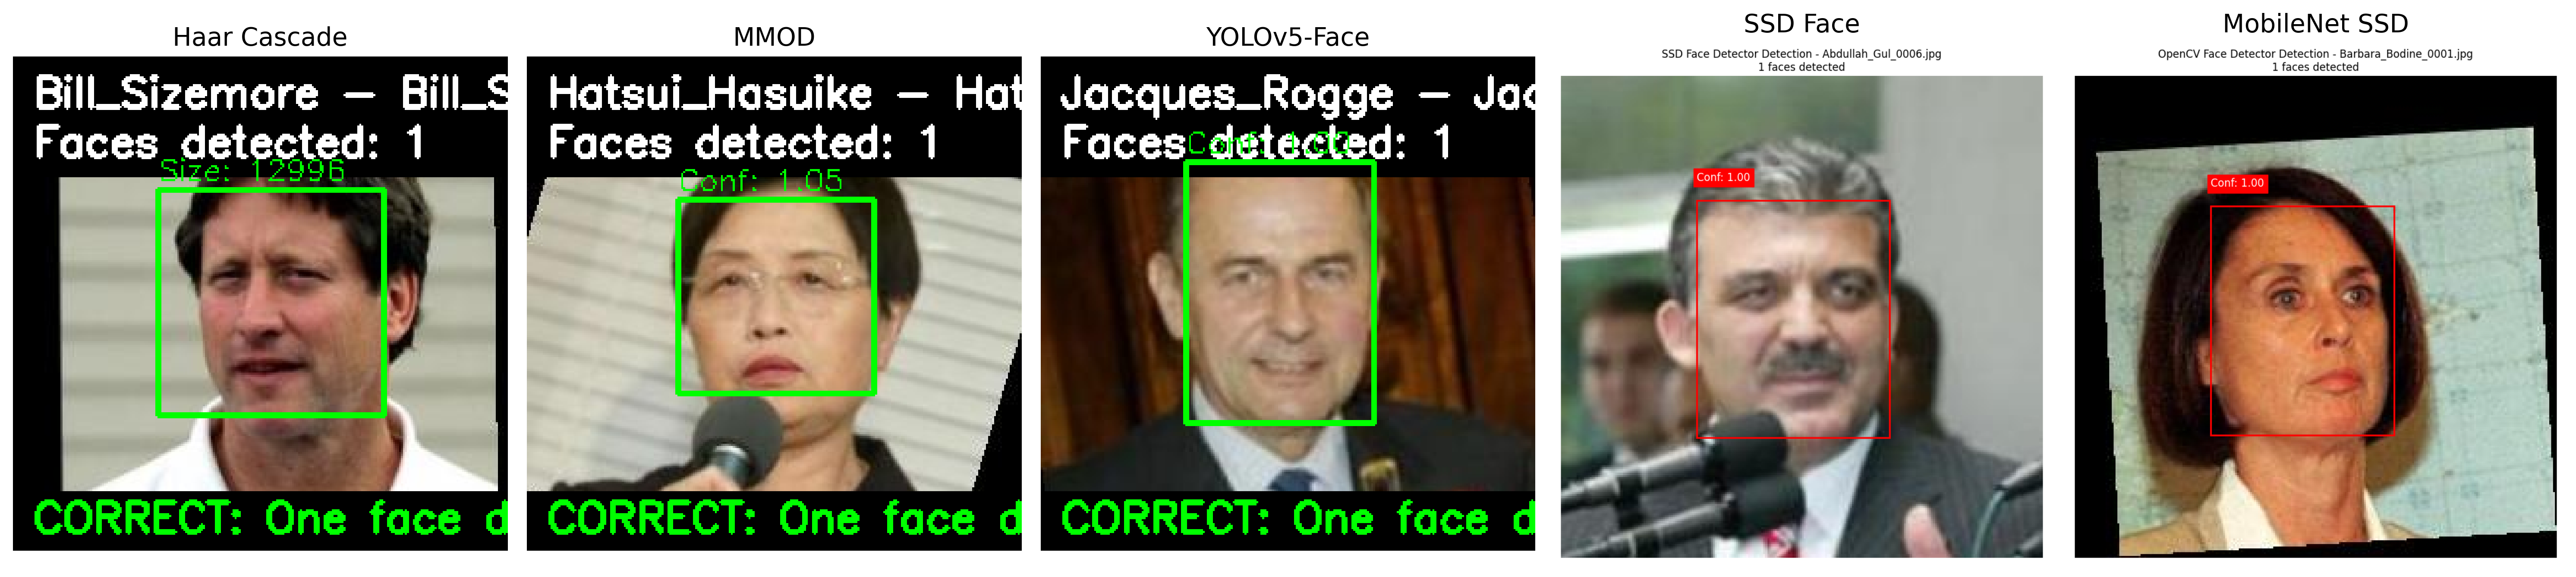 Haar Cascade
Bill_Sizemore - Bill_S
Faces detected: 1
Size: 12996
CORRECT: One face d
MMOD
Hatsui_Hasuike - Hat
Faces detected: 1
Conf: 1.05
CORRECT: One face d
YOLOv5-Face
Jacques_Rogge - Jac
Faces detected: 1
Conf: 1.00
CORRECT: One face d
SSD Face
SSD Face Detector Detection - Abdullah_Gul_0006.jpg
1 faces detected
Conf: 1.00
MobileNet SSD
OpenCV Face Detector Detection - Barbara_Bodine_0001.jpg
1 faces detected
Conf: 1.00